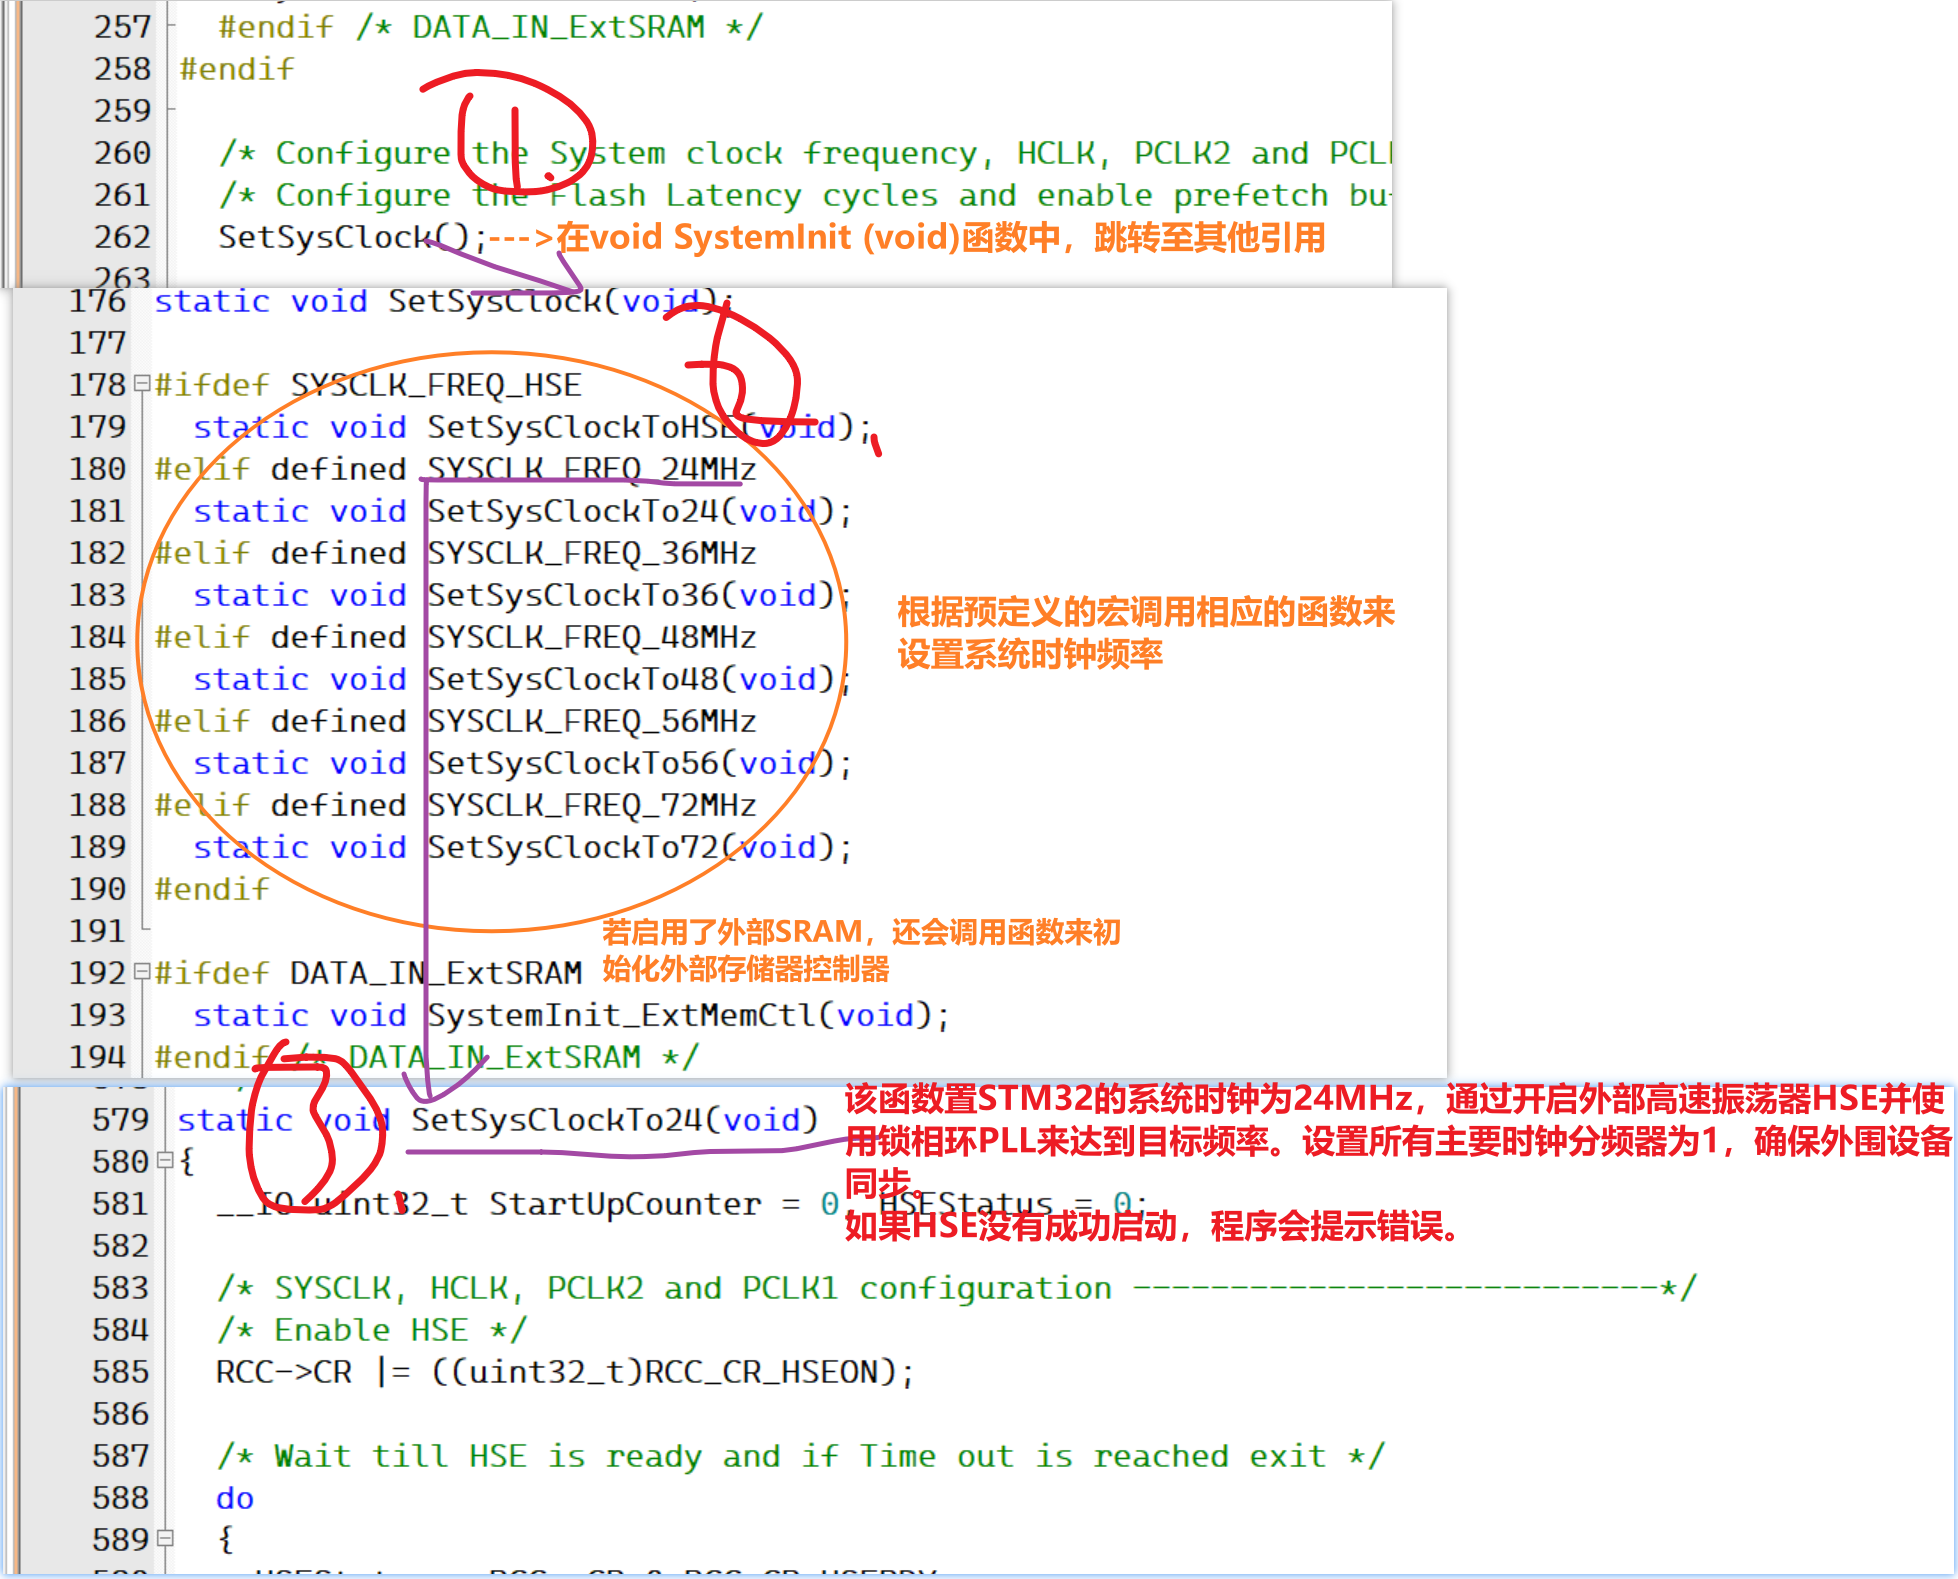 257 #endif /* DATA_IN_ExtSRAM */
258 #endif
259
260 /* Configure the System clock frequency, HCLK, PCLK2 and PCL
261 /* Configure the Flash Latency cycles and enable prefetch bu
262 SetSysClock();--->在void SystemInit (void)函数中，跳转至其他引用
263
1.
176 static void SetSysClock(void);
177
178 #ifdef SYSCLK_FREQ_HSE
179 static void SetSysClockToHSE(void);
180 #elif defined SYSCLK_FREQ_24MHz
181 static void SetSysClockTo24(void);
182 #elif defined SYSCLK_FREQ_36MHz
183 static void SetSysClockTo36(void);
184 #elif defined SYSCLK_FREQ_48MHz
185 static void SetSysClockTo48(void);
186 #elif defined SYSCLK_FREQ_56MHz
187 static void SetSysClockTo56(void);
188 #elif defined SYSCLK_FREQ_72MHz
189 static void SetSysClockTo72(void);
190 #endif
191
192 #ifdef DATA_IN_ExtSRAM
193 static void SystemInit_ExtMemCtl(void);
194 #endif /* DATA_IN_ExtSRAM */
2
根据预定义的宏调用相应的函数来
设置系统时钟频率
若启用了外部SRAM，还会调用函数来初
始化外部存储器控制器
3
579 static void SetSysClockTo24(void)
580 {
581 __IO uint32_t StartUpCounter = 0, HSEStatus = 0;
582
583 /* SYSCLK, HCLK, PCLK2 and PCLK1 configuration ---------------------------*/
584 /* Enable HSE */
585 RCC->CR |= ((uint32_t)RCC_CR_HSEON);
586
587 /* Wait till HSE is ready and if Time out is reached exit */
588 do
589 {
该函数置STM32的系统时钟为24MHz，通过开启外部高速振荡器HSE并使
用锁相环PLL来达到目标频率。设置所有主要时钟分频器为1，确保外围设备
同步。
如果HSE没有成功启动，程序会提示错误。